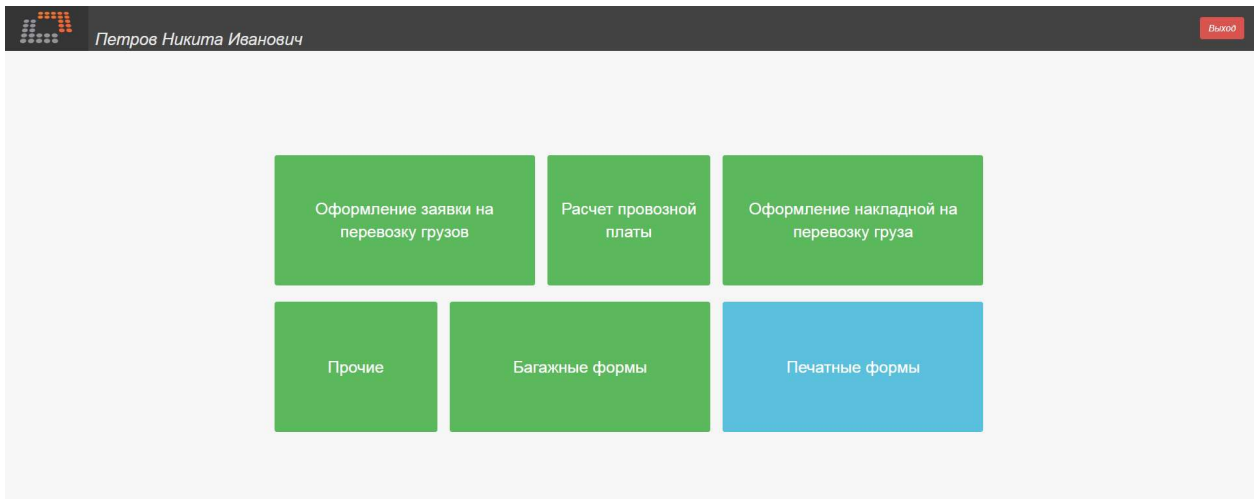 Петров Никита Иванович
Выход
Оформление заявки на
перевозку грузов
Расчет провозной
платы
Оформление накладной на
перевозку груза
Прочие
Багажные формы
Печатные формы